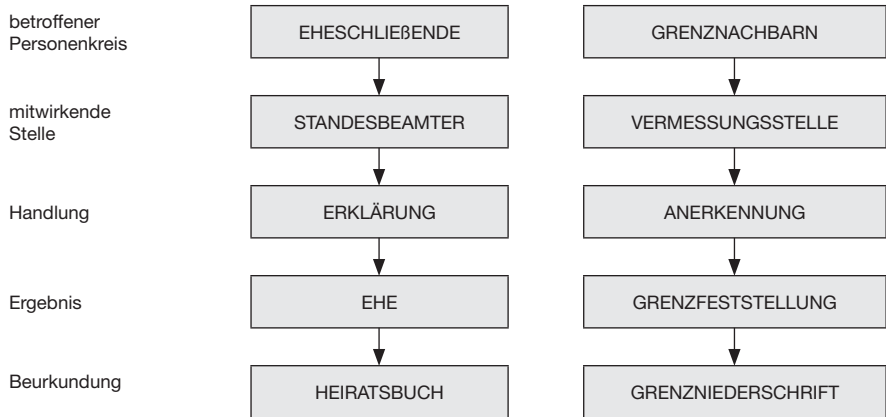 betroffener
Personenkreis
EHESCHLIEßENDE
GRENZNACHBARN
mitwirkende
Stelle
STANDESBEAMTER
VERMESSUNGSSTELLE
Handlung
ERKLÄRUNG
ANERKENNUNG
Ergebnis
EHE
GRENZFESTSTELLUNG
Beurkundung
HEIRATSBUCH
GRENZNIEDERSCHRIFT